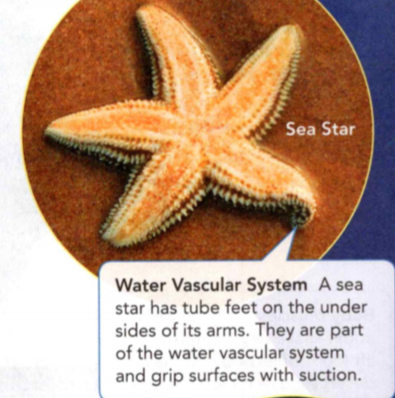 Sea Star
Water Vascular System A sea
star has tube feet on the under
sides of its arms. They are part
of the water vascular system
and grip surfaces with suction.